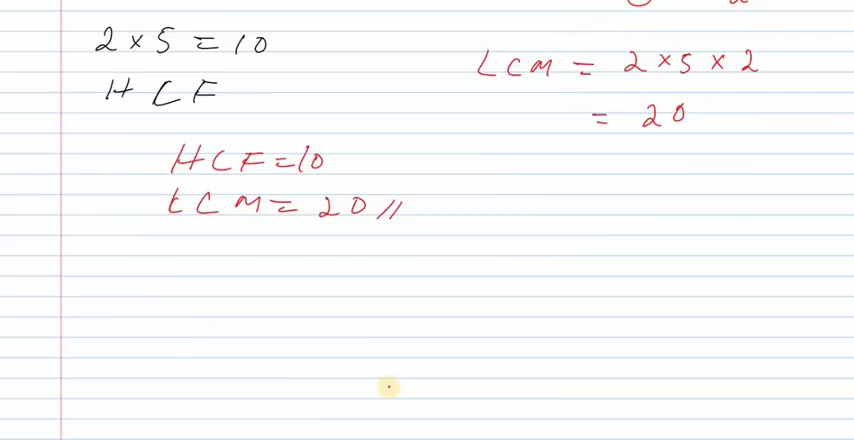 2 × 5 = 10
HCF
LCM = 2 × 5 × 2
= 20
HCF = 10
LCM = 20 //